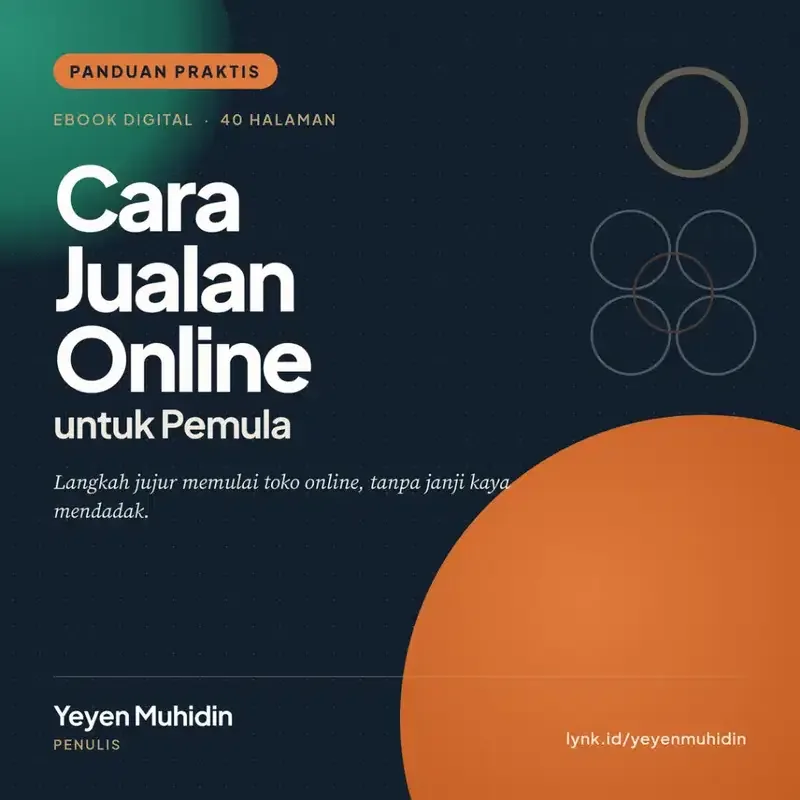 PANDUAN PRAKTIS
EBOOK DIGITAL · 40 HALAMAN
Cara
Jualan
Online
untuk Pemula
Langkah jujur memulai toko online, tanpa janji kaya
mendadak.
Yeyen Muhidin
PENULIS
lynk.id/yeyenmuhidin